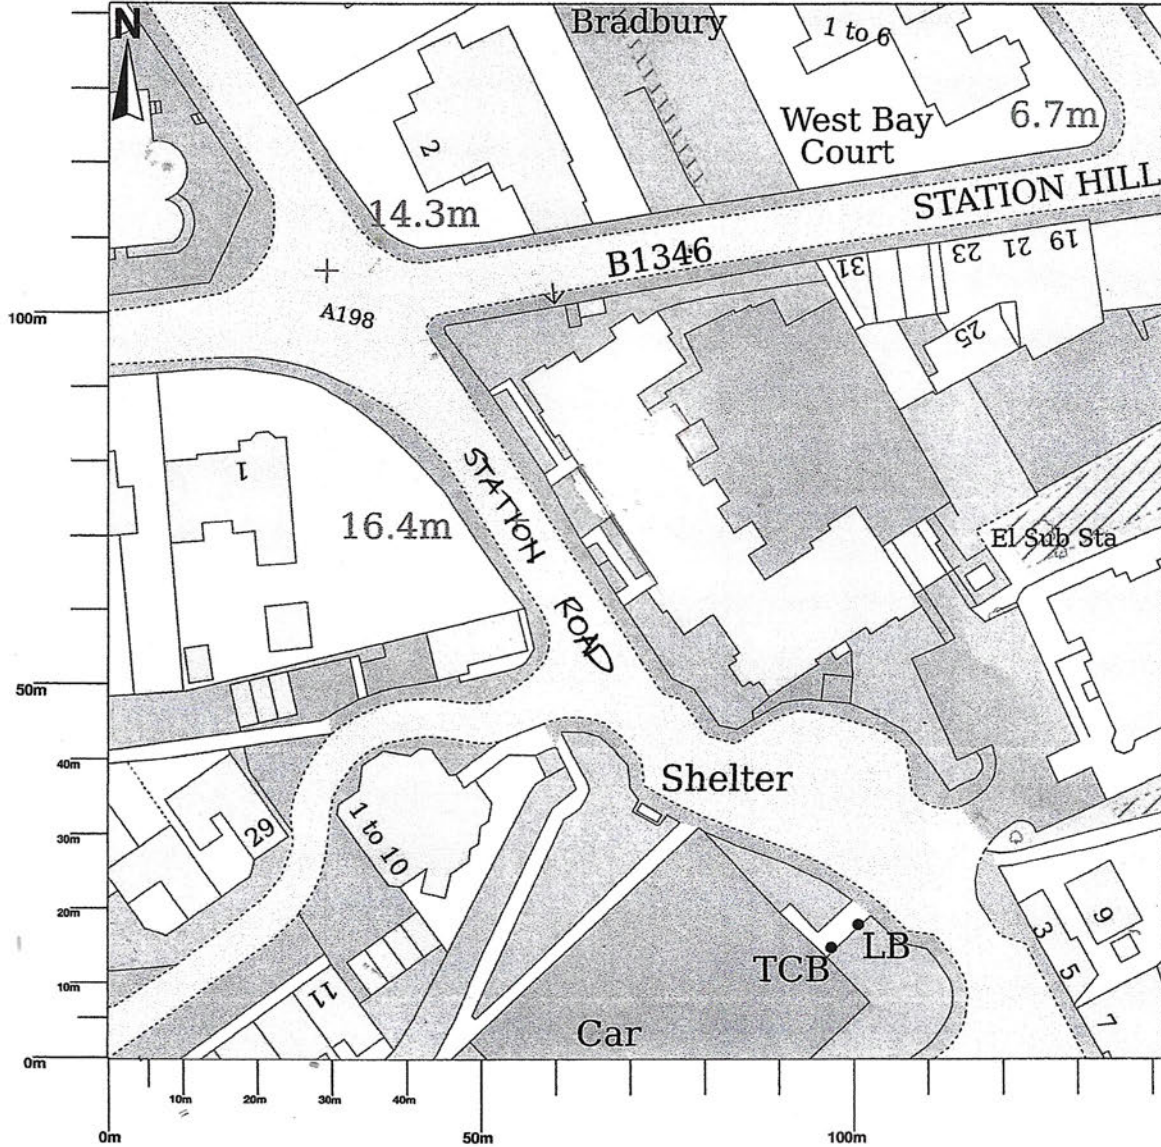 N
Bradbury
1 to 6
West Bay
Court
6.7m
2
14.3m
STATION HILL
B1346
A198
31
23
21
19
25
100m
STATION
ROAD
1
16.4m
El Sub Sta
50m
40m
30m
20m
10m
0m
Shelter
29
1 to 10
11
TCB
LB
Car
3
5
7
9
10m
20m
30m
40m
0m
50m
100m